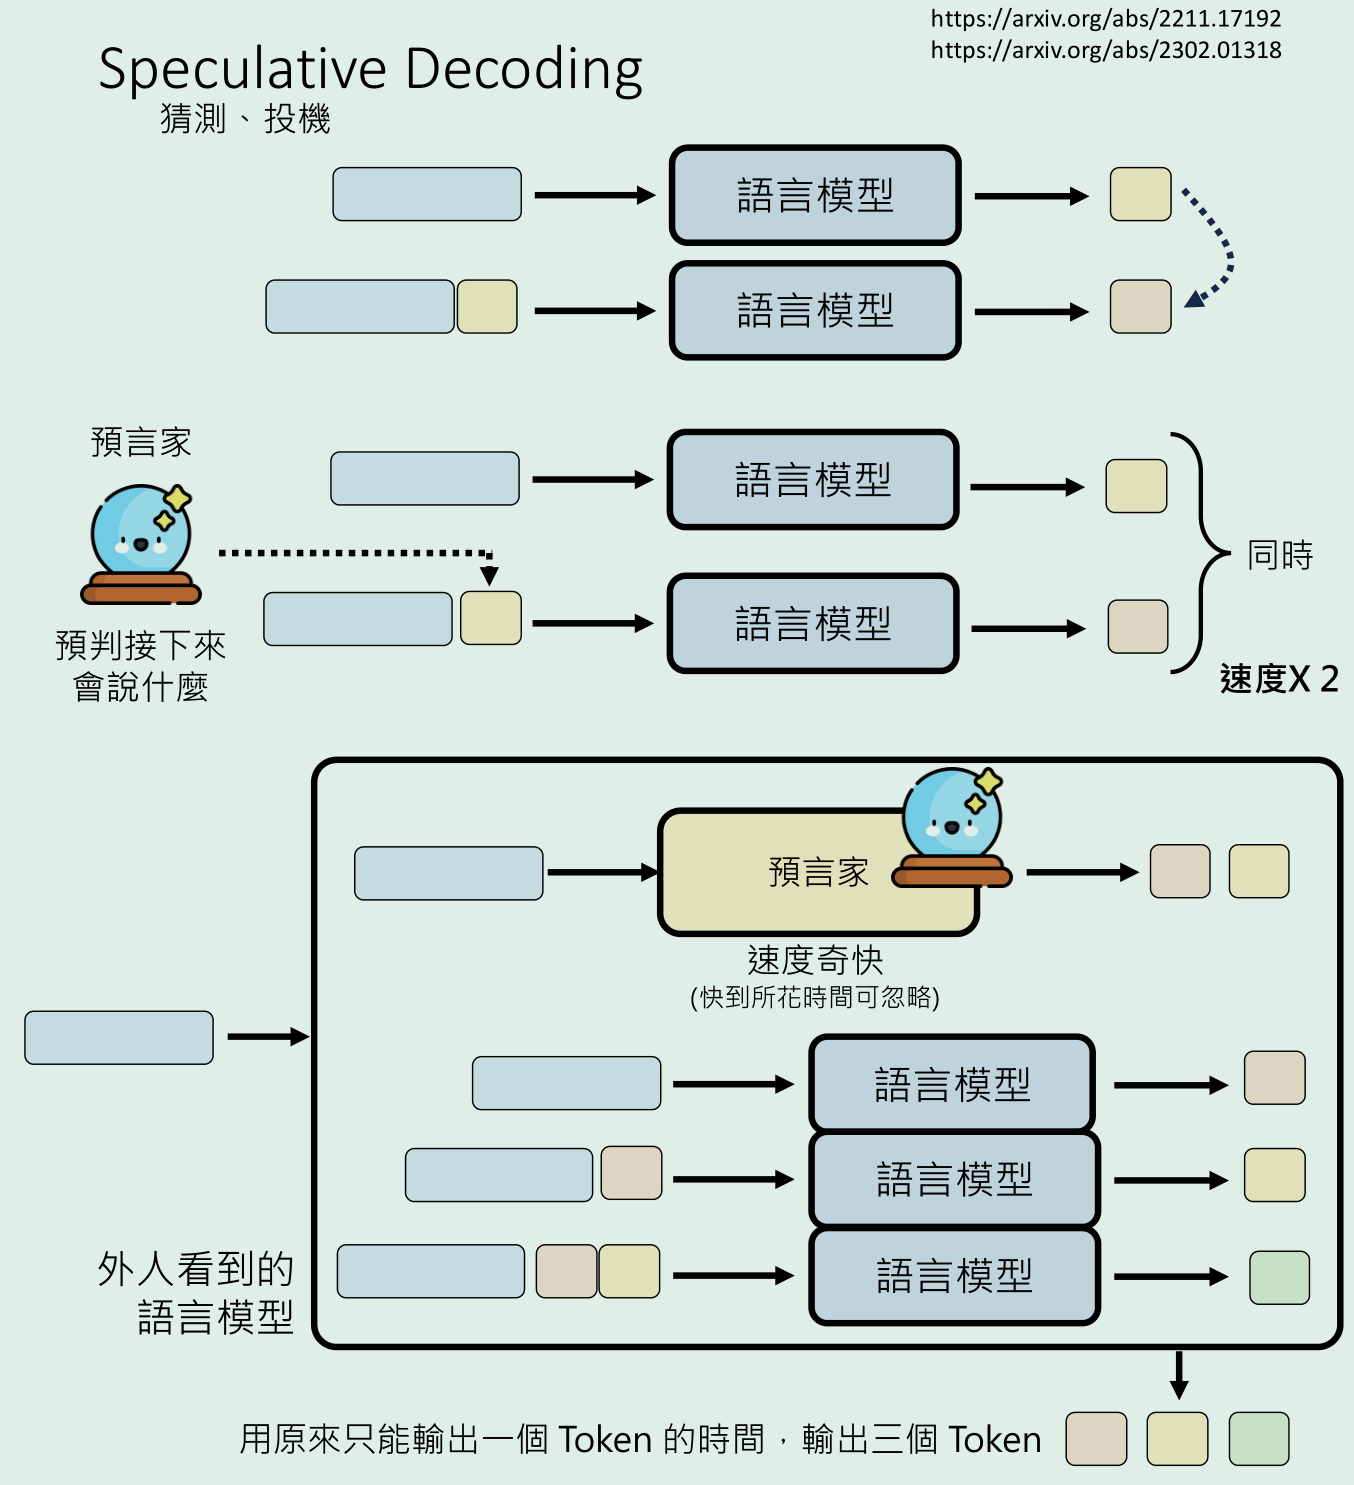 https://arxiv.org/abs/2211.17192
https://arxiv.org/abs/2302.01318
Speculative Decoding
猜測、投機
語言模型
語言模型
預言家
語言模型
同時
語言模型
預判接下來
會說什麼
速度X 2
預言家
速度奇快
(快到所花時間可忽略)
語言模型
語言模型
語言模型
外人看到的
語言模型
用原來只能輸出一個 Token 的時間，輸出三個 Token